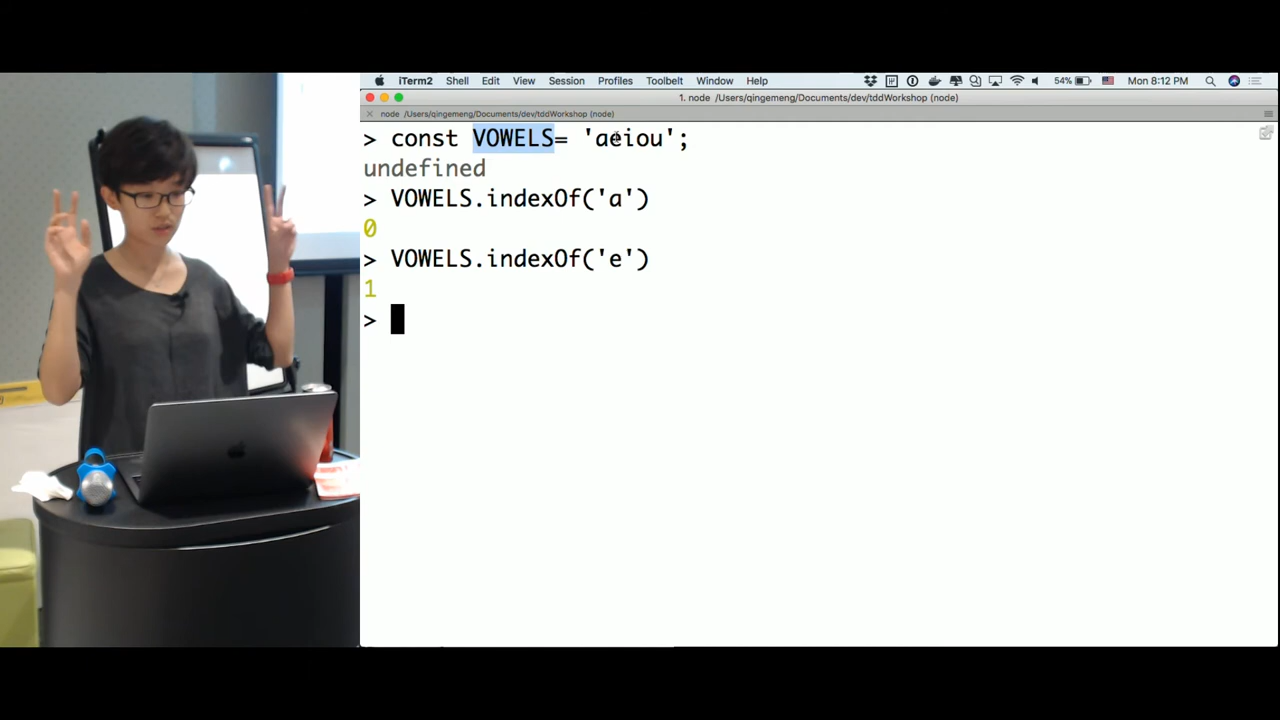 iTerm2 Shell Edit View Session Profiles Toolbelt Window Help 54% Mon 8:12 PM
1. node /Users/qingemeng/Documents/dev/tddWorkshop (node)
node /Users/qingemeng/Documents/dev/tddWorkshop (node)
> const VOWELS= 'aeiou';
undefined
> VOWELS.indexOf('a')
0
> VOWELS.indexOf('e')
1
>